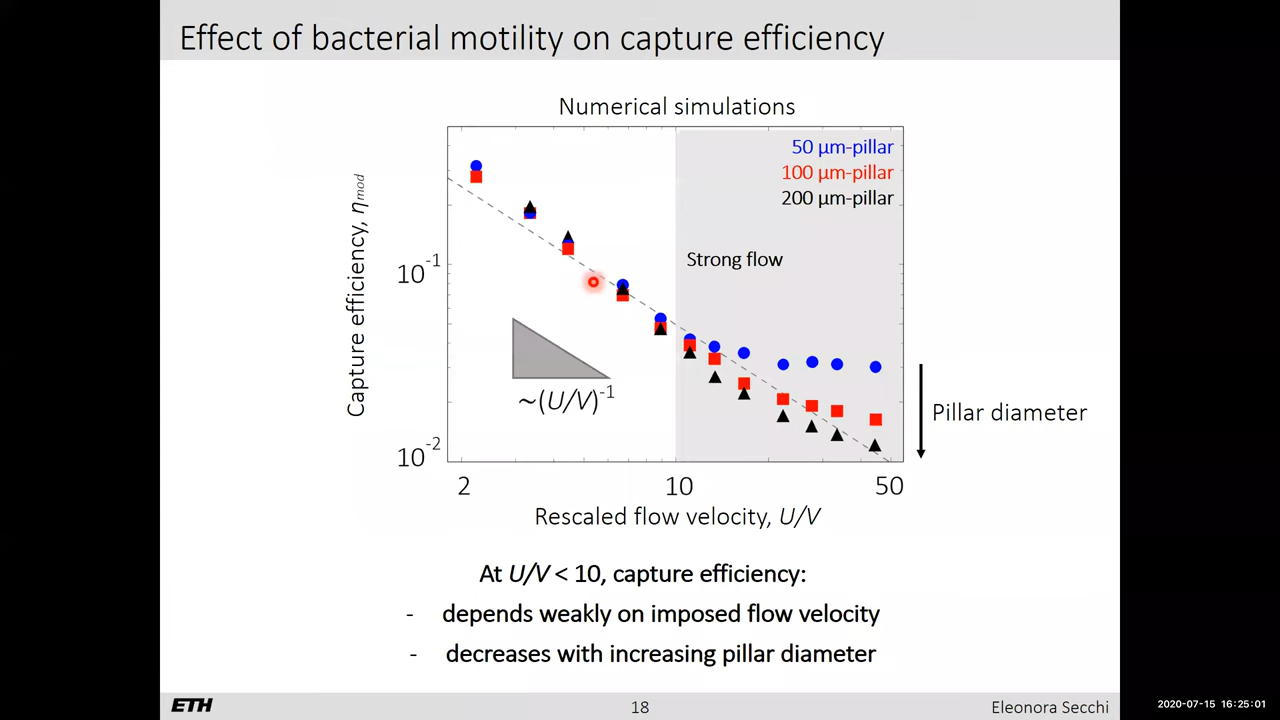 Effect of bacterial motility on capture efficiency
Numerical simulations
50 µm-pillar
100 µm-pillar
200 µm-pillar
Strong flow
Capture efficiency, ηmod
10⁻¹
10⁻²
~(U/V)⁻¹
Pillar diameter
2 10 50
Rescaled flow velocity, U/V
At U/V < 10, capture efficiency:
- depends weakly on imposed flow velocity
- decreases with increasing pillar diameter
ETH 18 Eleonora Secchi
2020-07-15 16:25:01